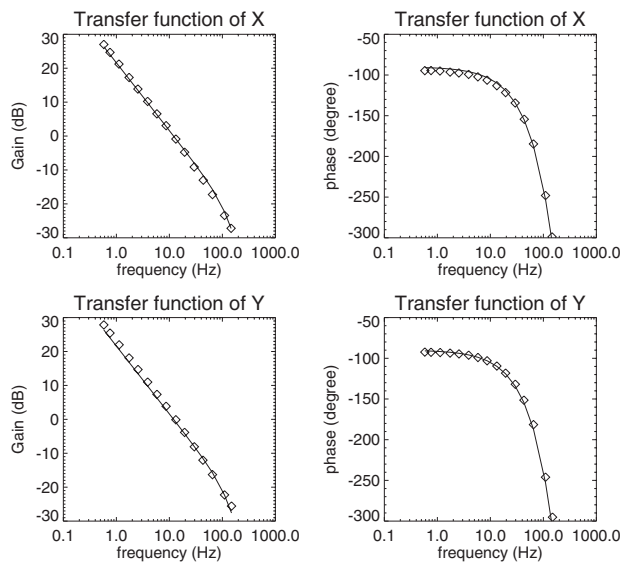 Transfer function of X
30
20
10
0
-10
-20
-30
Gain (dB)
0.1 1.0 10.0 100.0 1000.0
frequency (Hz)
Transfer function of X
-50
-100
-150
-200
-250
-300
phase (degree)
0.1 1.0 10.0 100.0 1000.0
frequency (Hz)
Transfer function of Y
30
20
10
0
-10
-20
-30
Gain (dB)
0.1 1.0 10.0 100.0 1000.0
frequency (Hz)
Transfer function of Y
-50
-100
-150
-200
-250
-300
phase (degree)
0.1 1.0 10.0 100.0 1000.0
frequency (Hz)